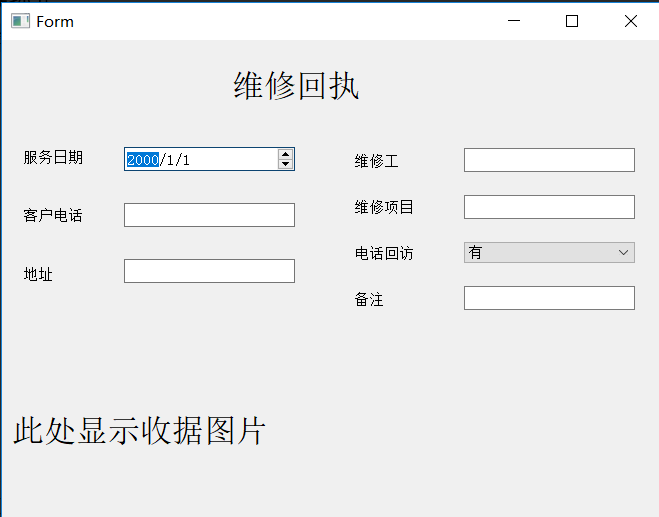 Form
维修回执
服务日期 2000/1/1
客户电话
地址
维修工
维修项目
电话回访 有
备注
此处显示收据图片